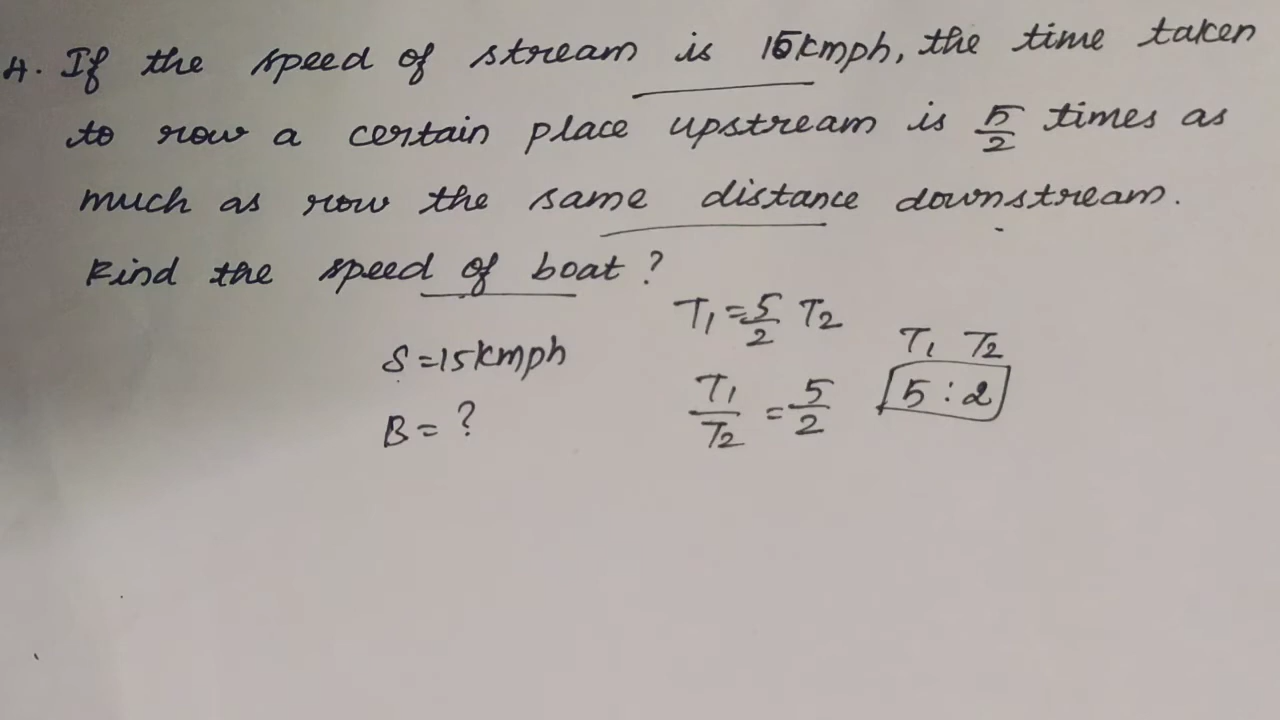 4. If the speed of stream is 15kmph, the time taken
to row a certain place upstream is 5/2 times as
much as row the same distance downstream.
Find the speed of boat?
T1 = 5/2 T2
S = 15kmph
T1 T2
T1/T2 = 5/2
5 : 2
B = ?